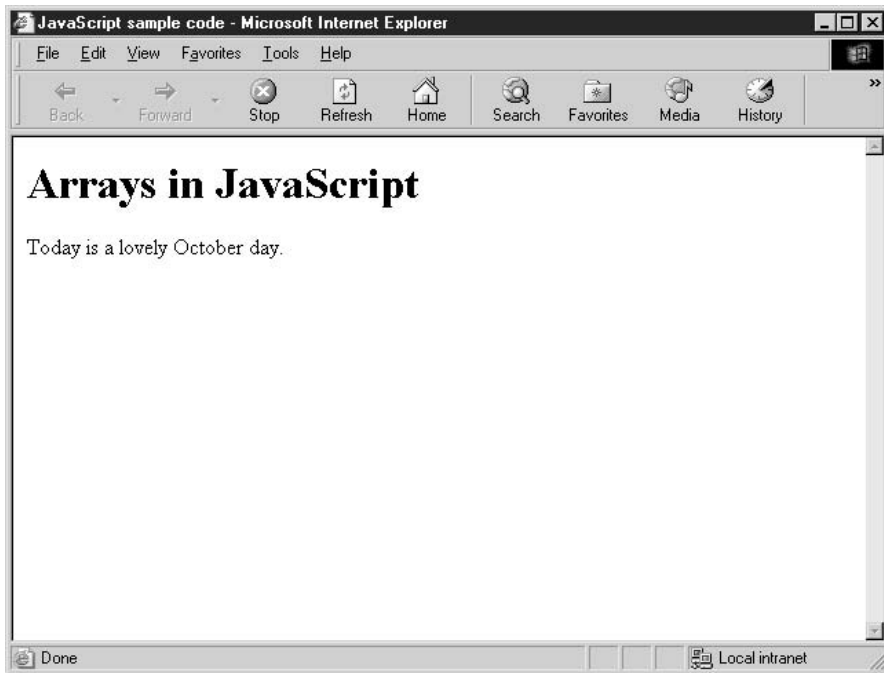 JavaScript sample code - Microsoft Internet Explorer
File Edit View Favorites Tools Help
Back Forward Stop Refresh Home Search Favorites Media History »
Arrays in JavaScript
Today is a lovely October day.
Done Local intranet